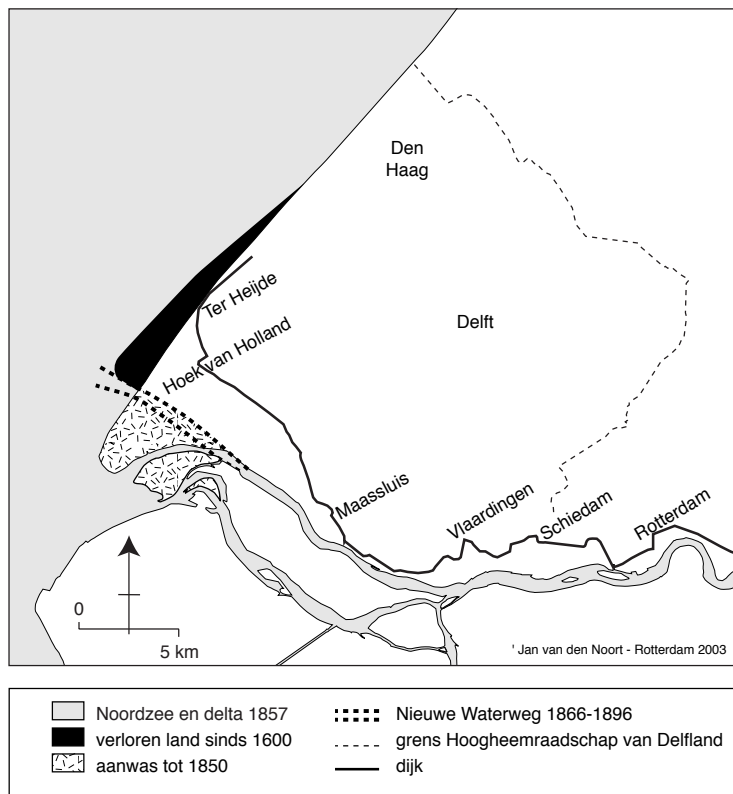 Den
Haag
Ter Heijde
Delft
Hoek van Holland
Maassluis
Vlaardingen
Schiedam
Rotterdam
0
5 km
' Jan van den Noort - Rotterdam 2003
Noordzee en delta 1857
verloren land sinds 1600
aanwas tot 1850
Nieuwe Waterweg 1866-1896
grens Hoogheemraadschap van Delfland
dijk